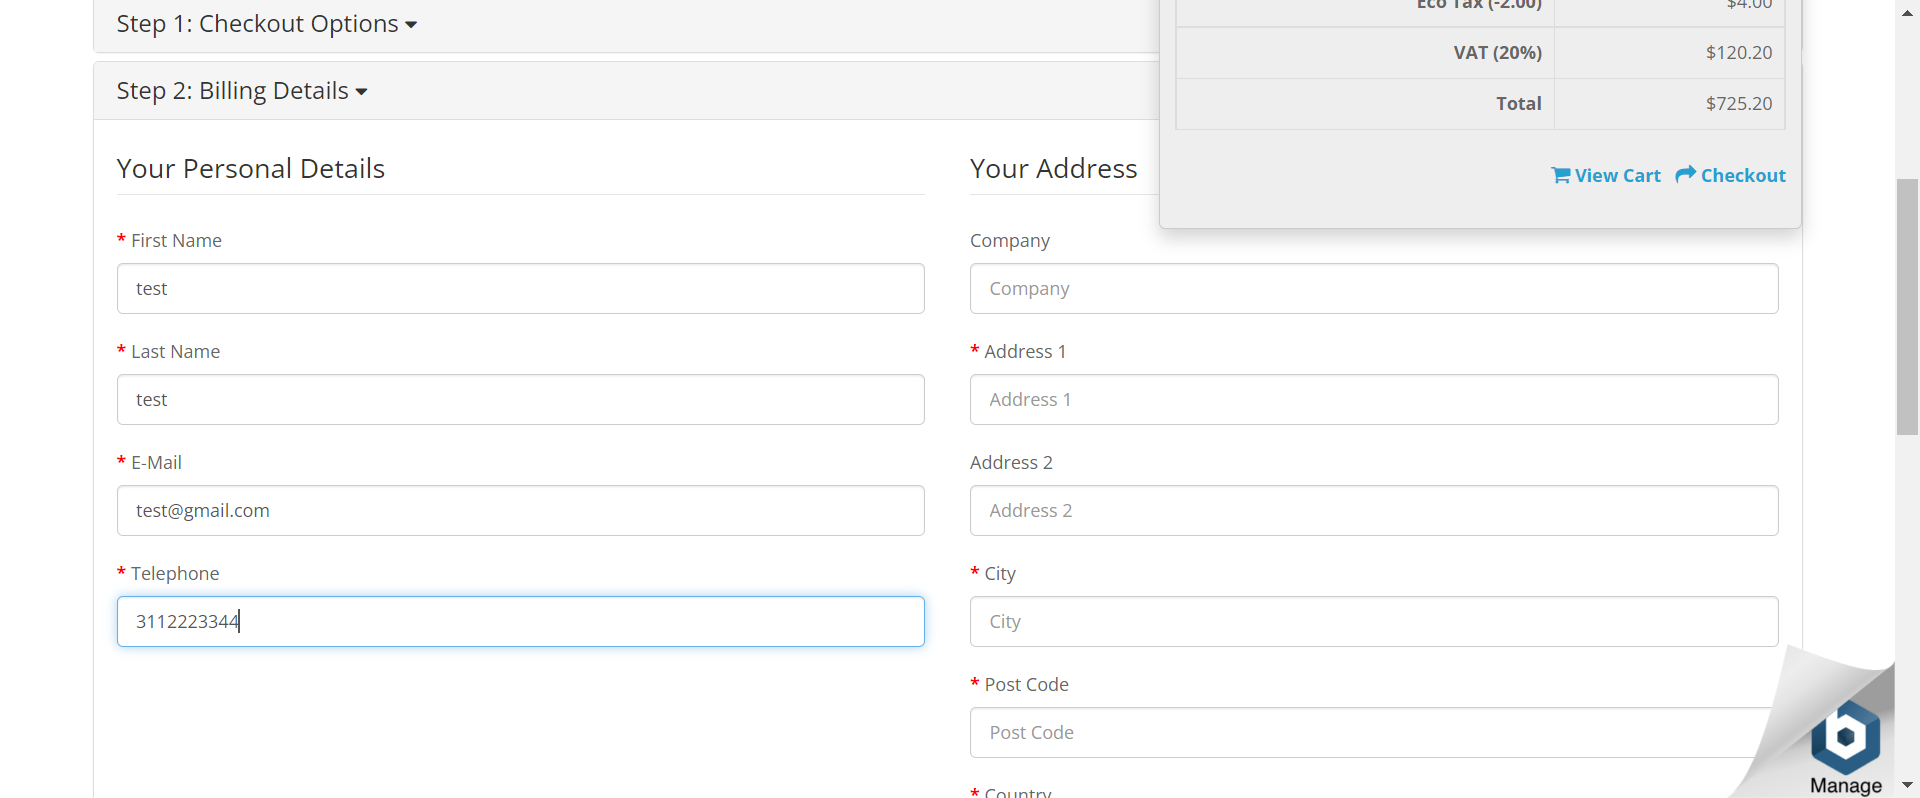 Step 1: Checkout Options
Eco Tax (-2.00) $4.00
VAT (20%) $120.20
Total $725.20
View Cart Checkout
Step 2: Billing Details
Your Personal Details
* First Name
test
* Last Name
test
* E-Mail
test@gmail.com
* Telephone
3112223344
Your Address
Company
Company
* Address 1
Address 1
Address 2
Address 2
* City
City
* Post Code
Post Code
* Country
Manage